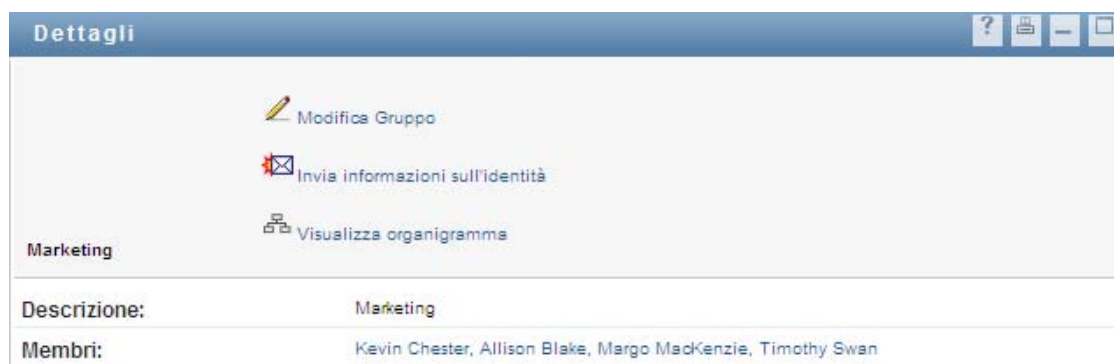 Dettagli
?
Modifica Gruppo
Invia informazioni sull'identità
Visualizza organigramma
Marketing
Descrizione: Marketing
Membri: Kevin Chester, Allison Blake, Margo MacKenzie, Timothy Swan